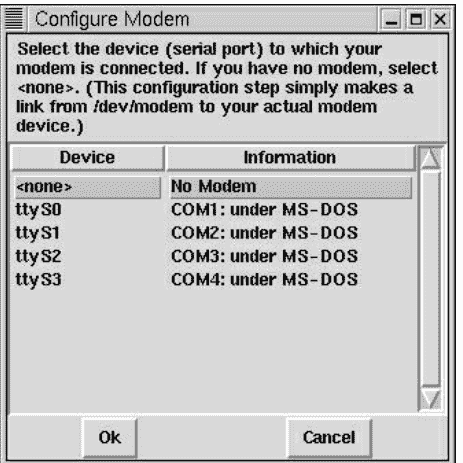 Configure Modem
Select the device (serial port) to which your
modem is connected. If you have no modem, select
<none>. (This configuration step simply makes a
link from /dev/modem to your actual modem
device.)
Device Information
<none> No Modem
ttyS0 COM1: under MS-DOS
ttyS1 COM2: under MS-DOS
ttyS2 COM3: under MS-DOS
ttyS3 COM4: under MS-DOS
Ok Cancel